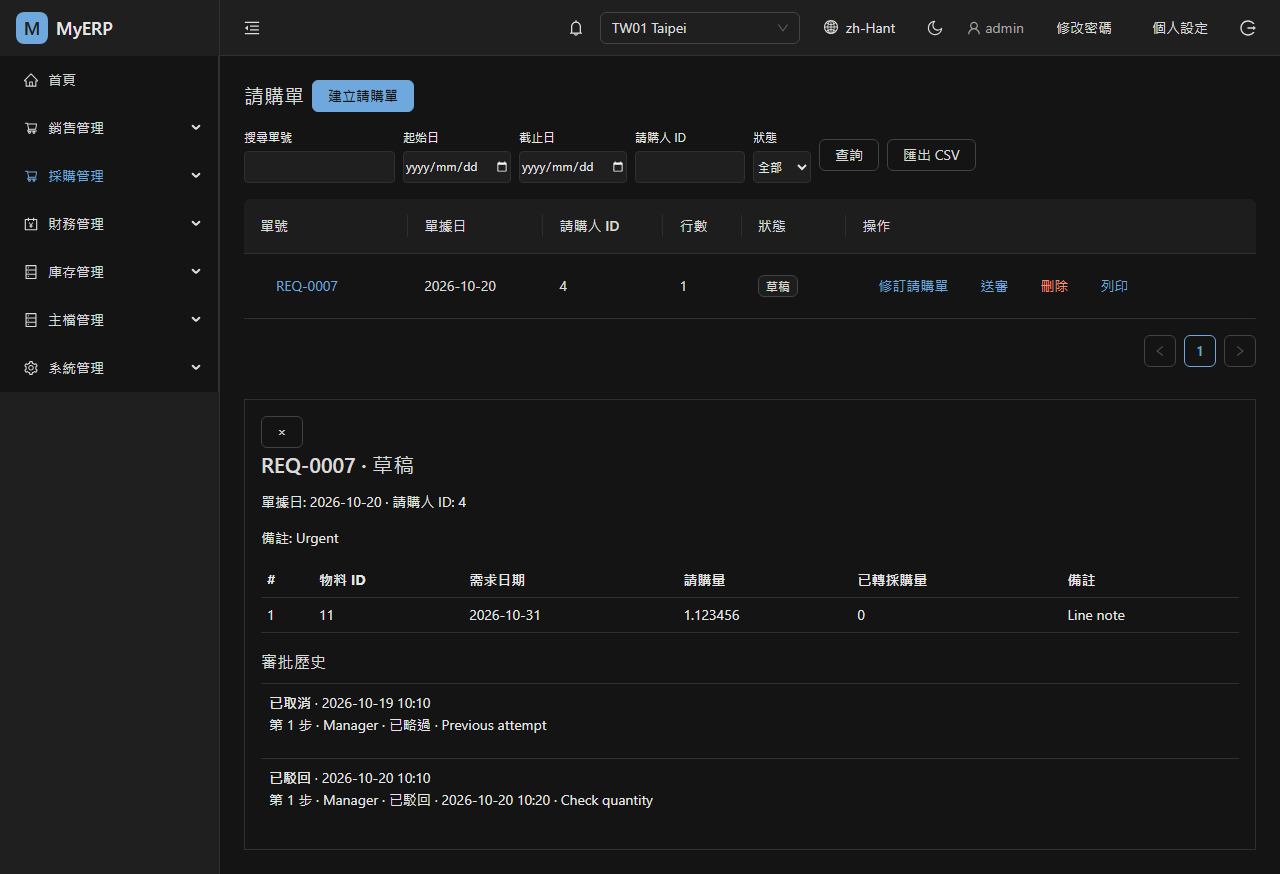 M MyERP
TW01 Taipei
zh-Hant
admin
修改密碼
個人設定
首頁
銷售管理
採購管理
財務管理
庫存管理
主檔管理
系統管理
請購單 建立請購單
搜尋單號 起始日 截止日 請購人 ID 狀態
yyyy/mm/dd yyyy/mm/dd 全部 查詢 匯出 CSV
單號 單據日 請購人 ID 行數 狀態 操作
REQ-0007 2026-10-20 4 1 草稿 修訂請購單 送審 刪除 列印
< 1 >
×
REQ-0007 · 草稿
單據日: 2026-10-20 · 請購人 ID: 4
備註: Urgent
# 物料 ID 需求日期 請購量 已轉採購量 備註
1 11 2026-10-31 1.123456 0 Line note
審批歷史
已取消 · 2026-10-19 10:10
第 1 步 · Manager · 已略過 · Previous attempt
已駁回 · 2026-10-20 10:10
第 1 步 · Manager · 已駁回 · 2026-10-20 10:20 · Check quantity